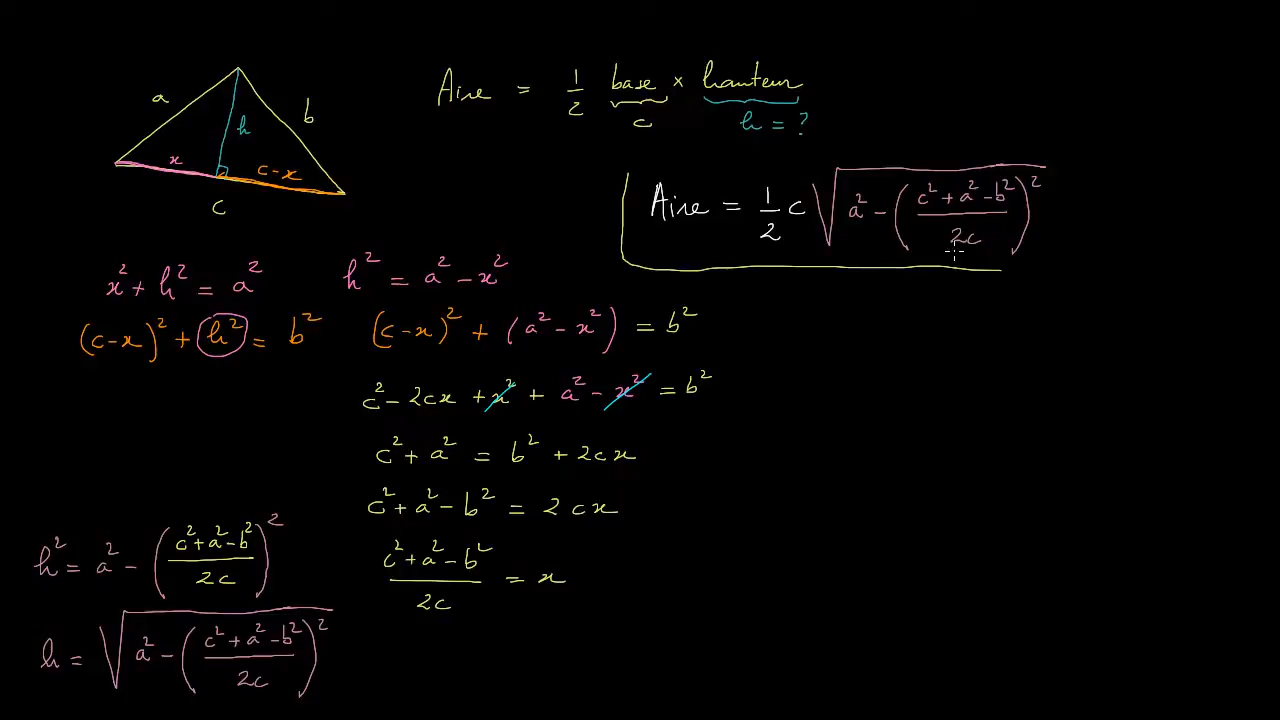 a
b
h
x
c-x
c
Aire = 1/2 base × hauteur
c
h = ?
Aire = 1/2 c √(a² - ((c² + a² - b²)/2c)²)
x² + h² = a²
h² = a² - x²
(c-x)² + h² = b²
(c-x)² + (a² - x²) = b²
c² - 2cx + x² + a² - x² = b²
c² + a² = b² + 2cx
c² + a² - b² = 2cx
(c² + a² - b²)/2c = x
h² = a² - ((c² + a² - b²)/2c)²
h = √(a² - ((c² + a² - b²)/2c)²)